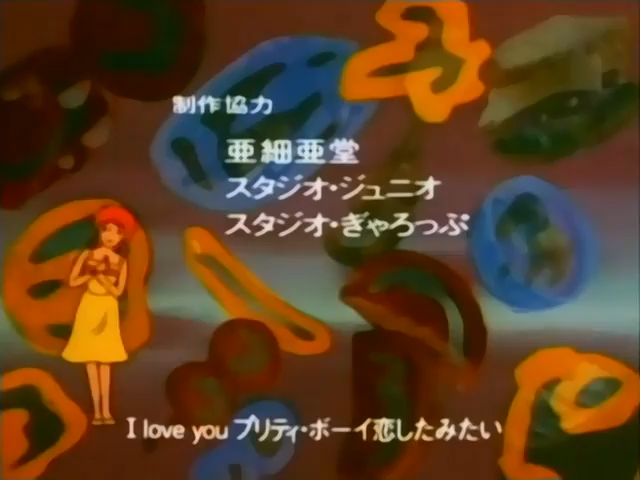 制作協力
亜細亜堂
スタジオ・ジュニオ
スタジオ・ぎゃろっぷ
I love you プリティ・ボーイ恋したみたい